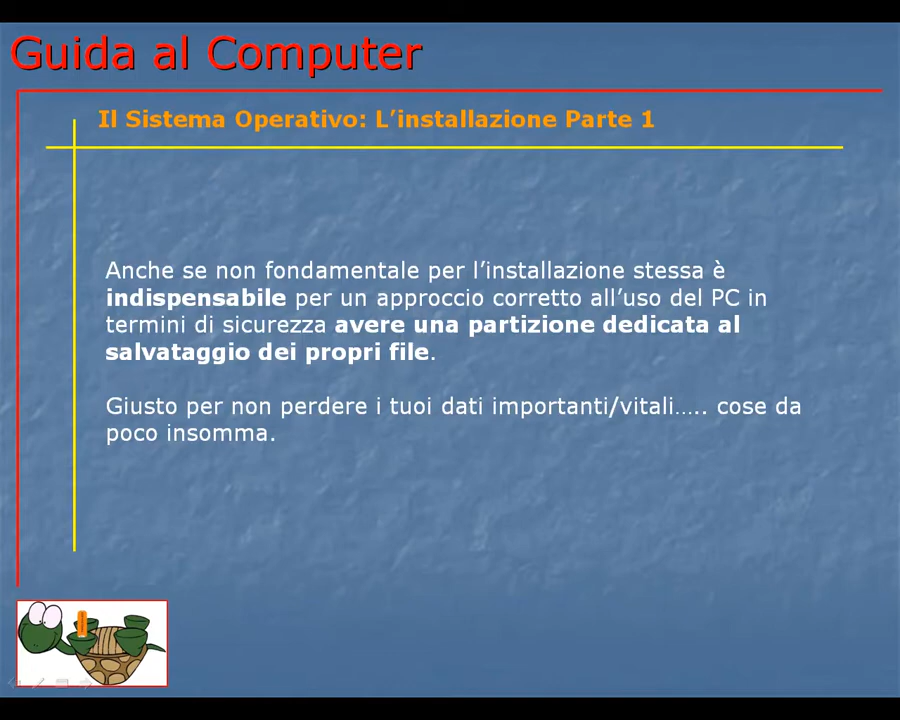 Guida al Computer
Il Sistema Operativo: L’installazione Parte 1
Anche se non fondamentale per l’installazione stessa è
indispensabile per un approccio corretto all’uso del PC in
termini di sicurezza avere una partizione dedicata al
salvataggio dei propri file.
Giusto per non perdere i tuoi dati importanti/vitali….. cose da
poco insomma.